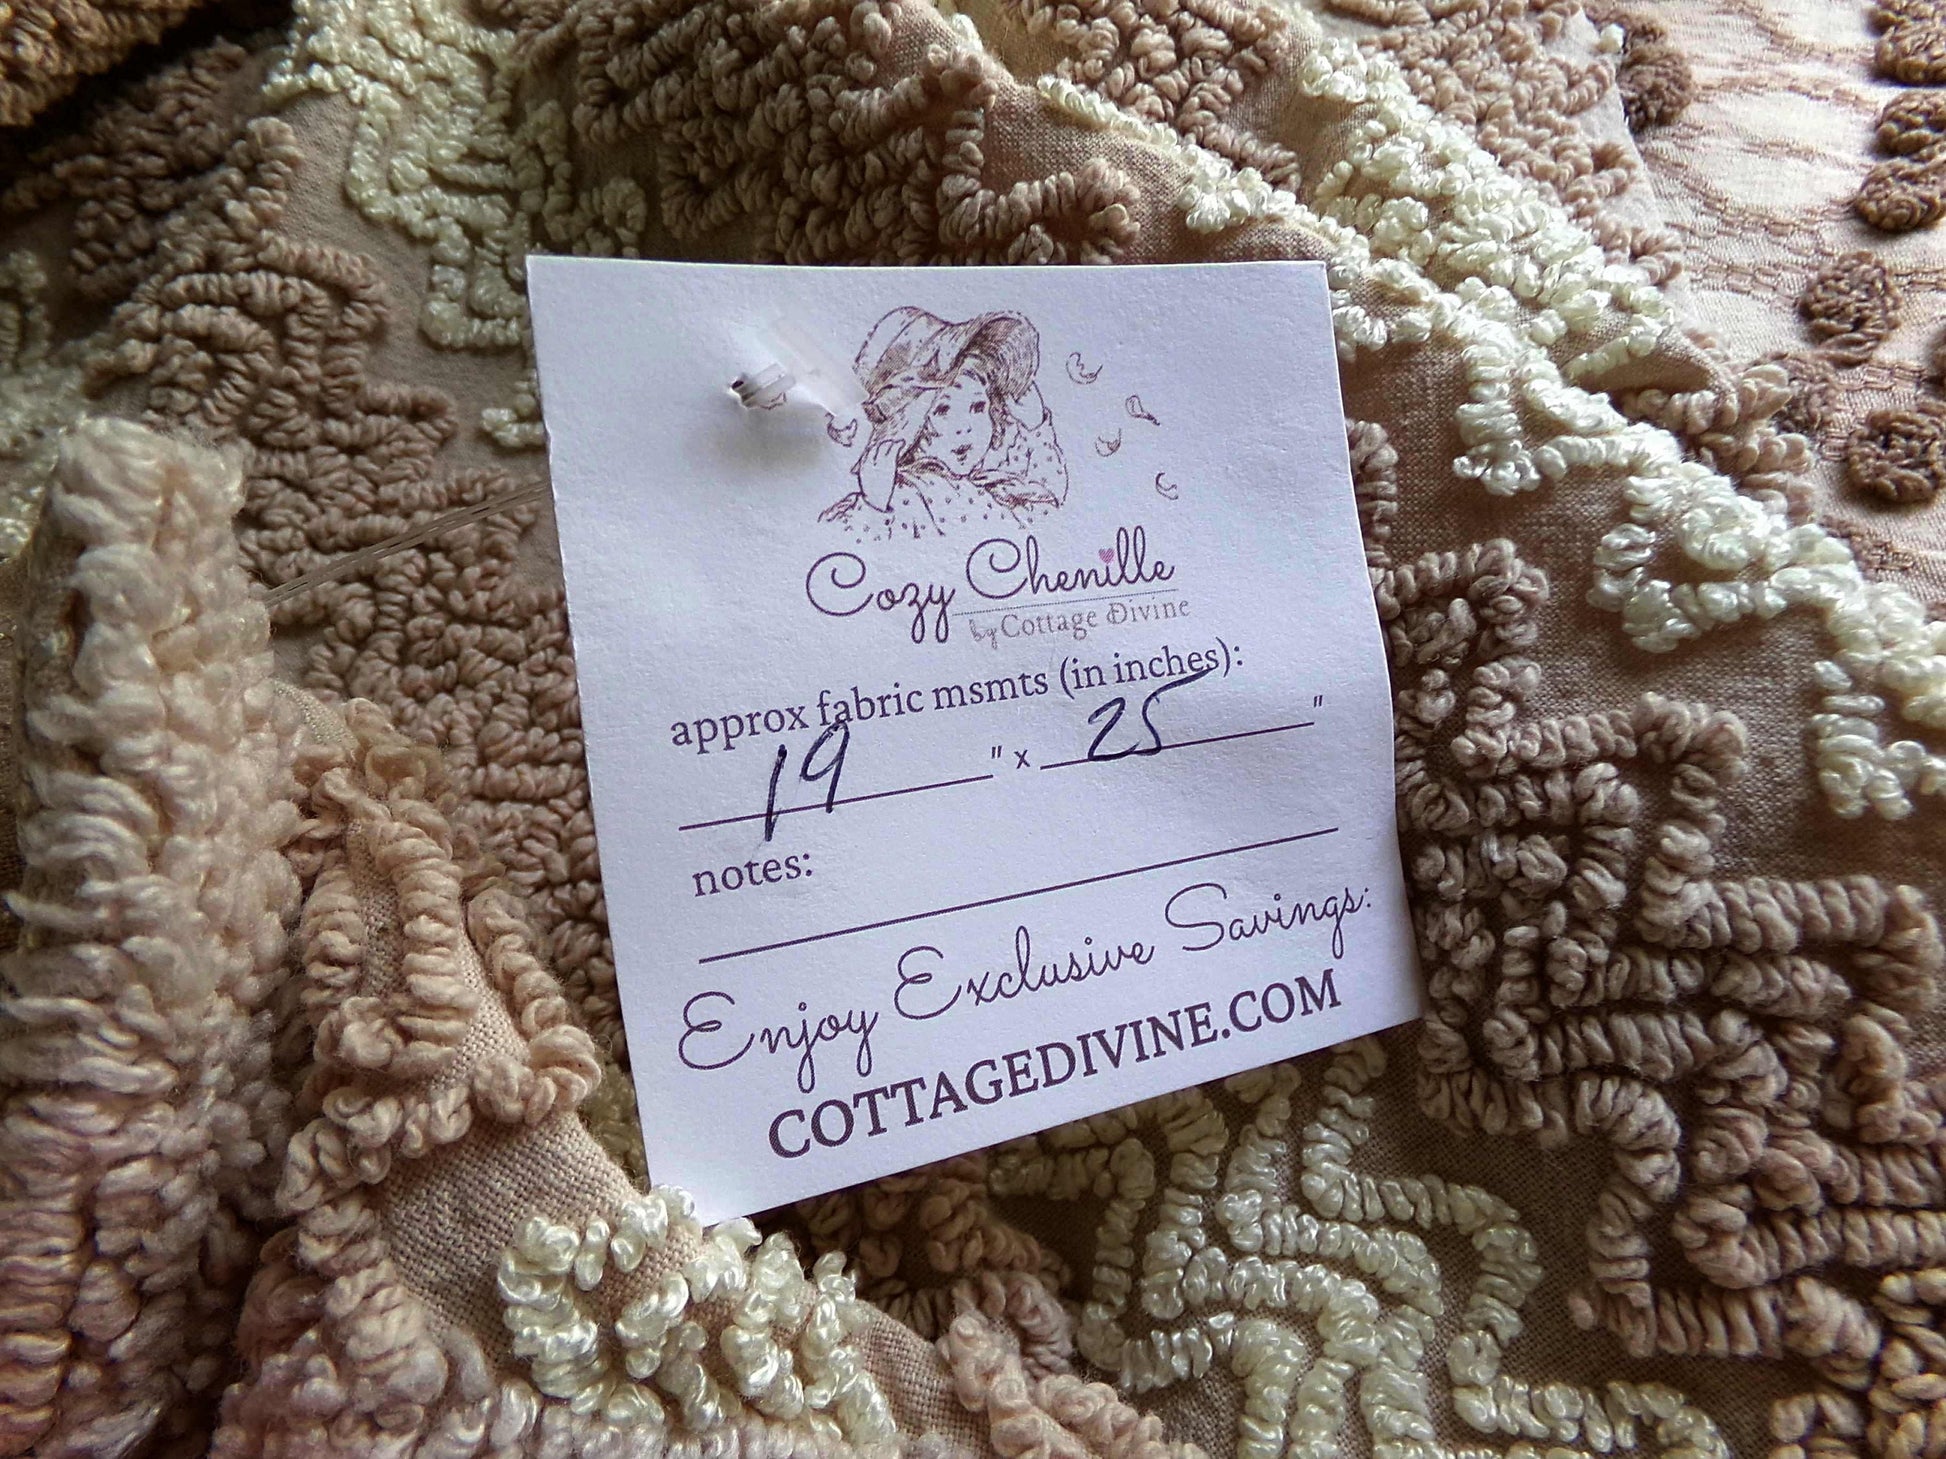 Cozy Chenille
by Cottage Divine
approx fabric msmts (in inches):
19 " x 25 "
notes:
Enjoy Exclusive Savings:
COTTAGEDIVINE.COM